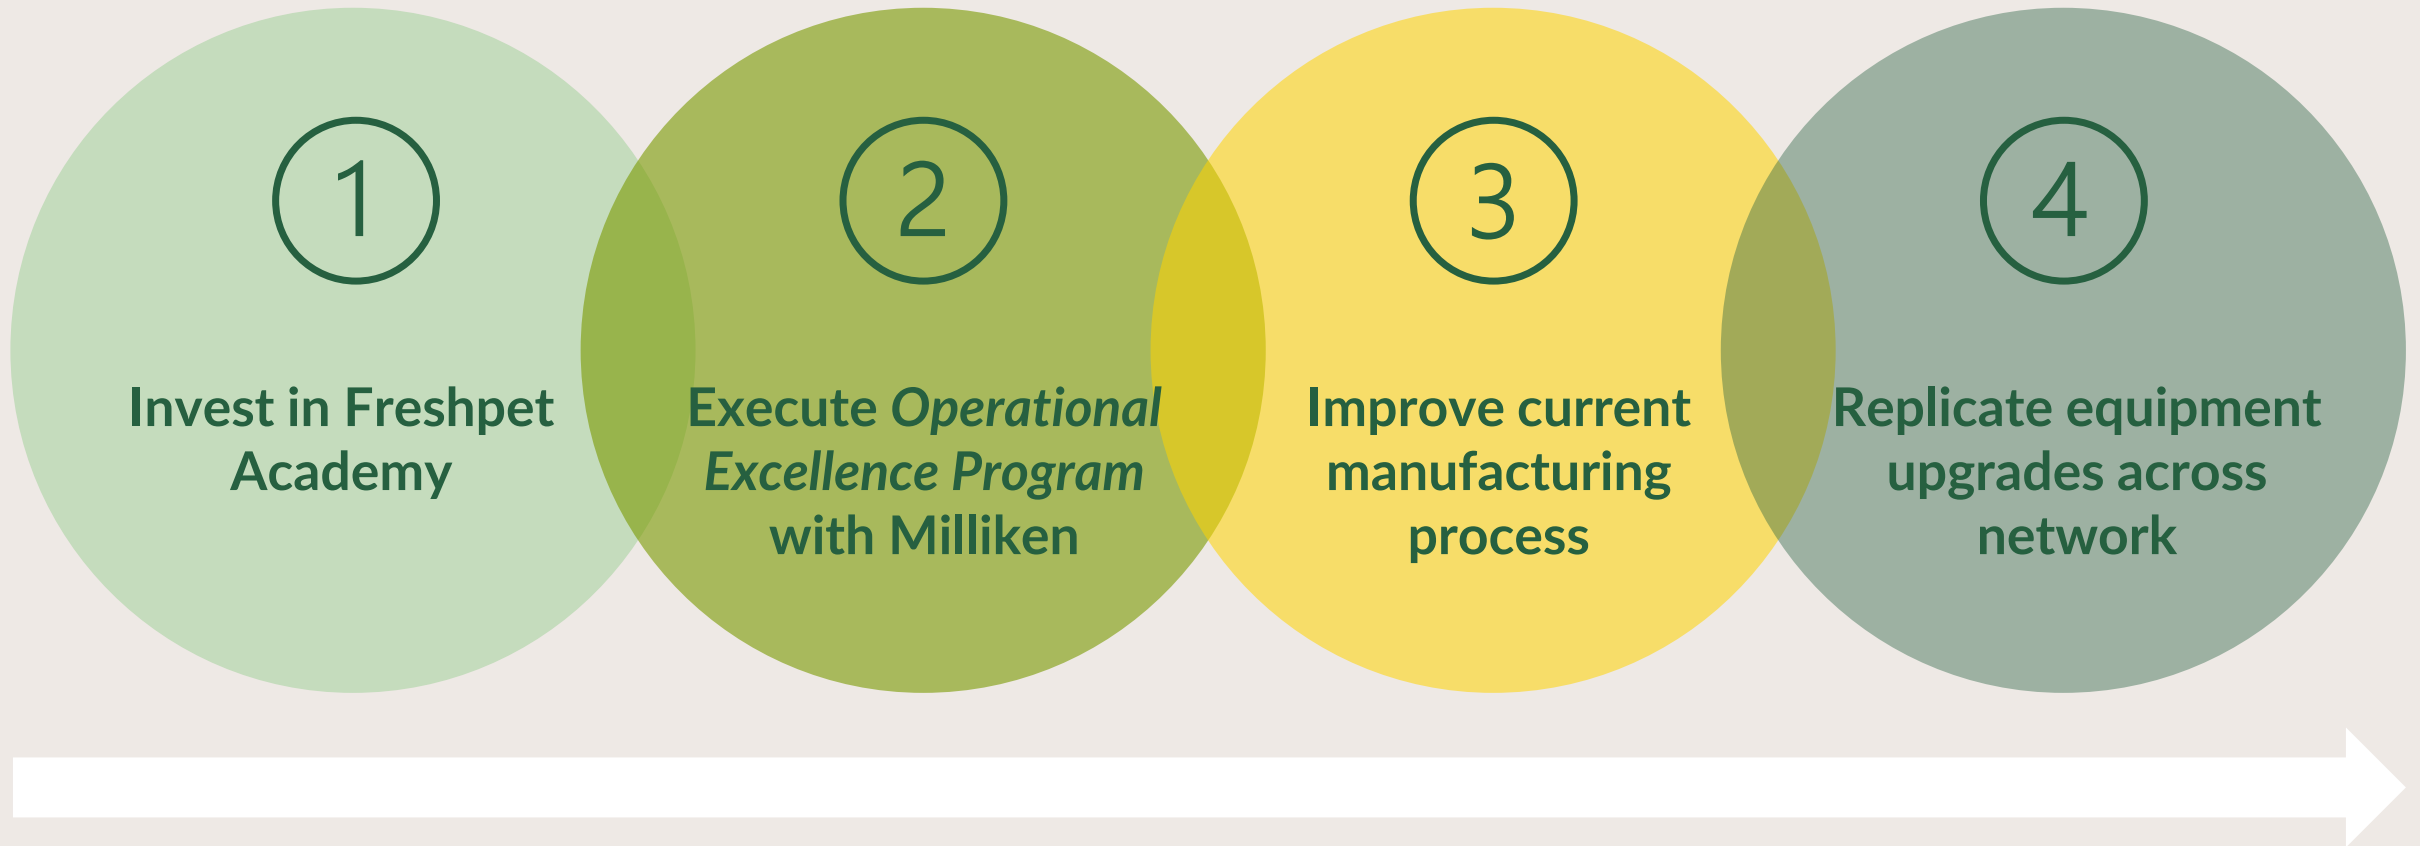 1
Invest in Freshpet
Academy
2
Execute Operational
Excellence Program
with Milliken
3
Improve current
manufacturing
process
4
Replicate equipment
upgrades across
network